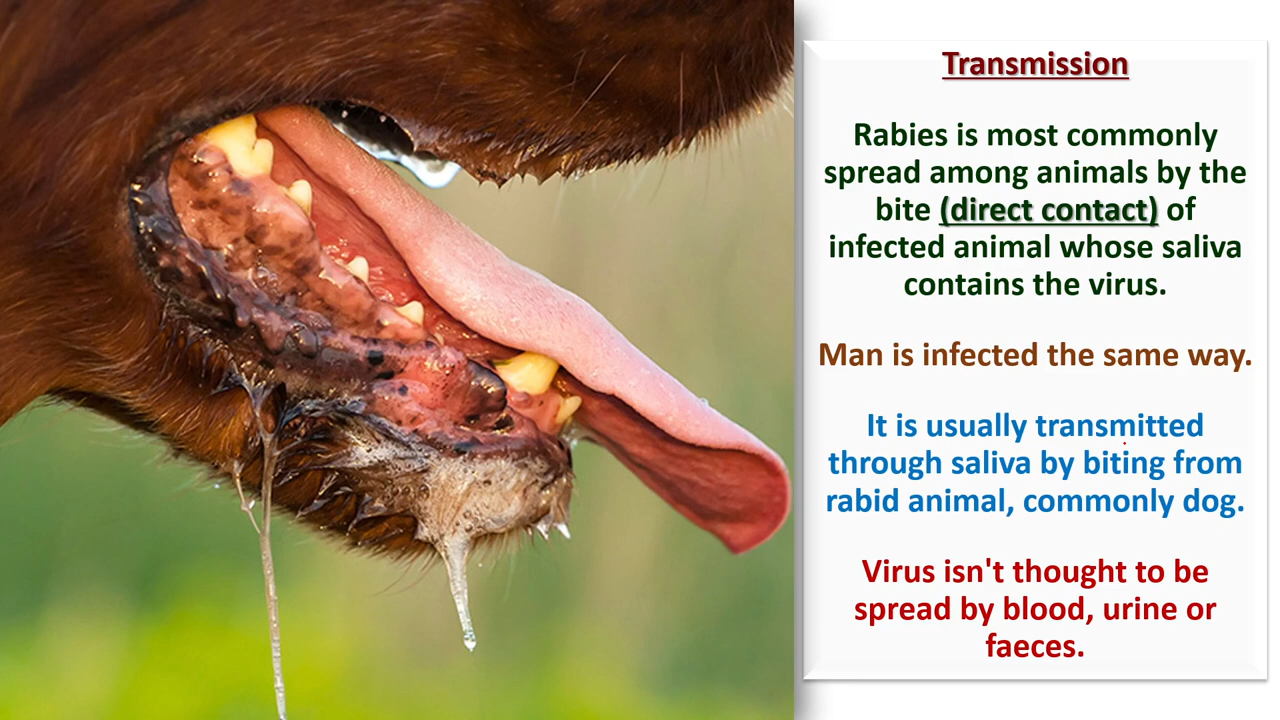 Transmission
Rabies is most commonly
spread among animals by the
bite (direct contact) of
infected animal whose saliva
contains the virus.
Man is infected the same way.
It is usually transmitted
through saliva by biting from
rabid animal, commonly dog.
Virus isn't thought to be
spread by blood, urine or
faeces.